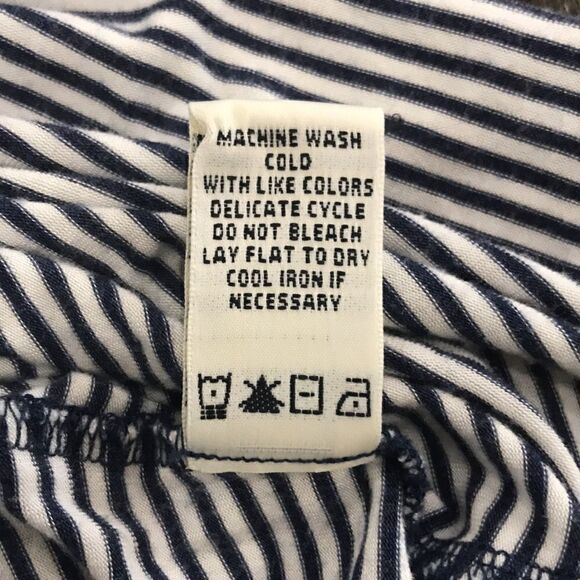 MACHINE WASH
COLD
WITH LIKE COLORS
DELICATE CYCLE
DO NOT BLEACH
LAY FLAT TO DRY
COOL IRON IF
NECESSARY